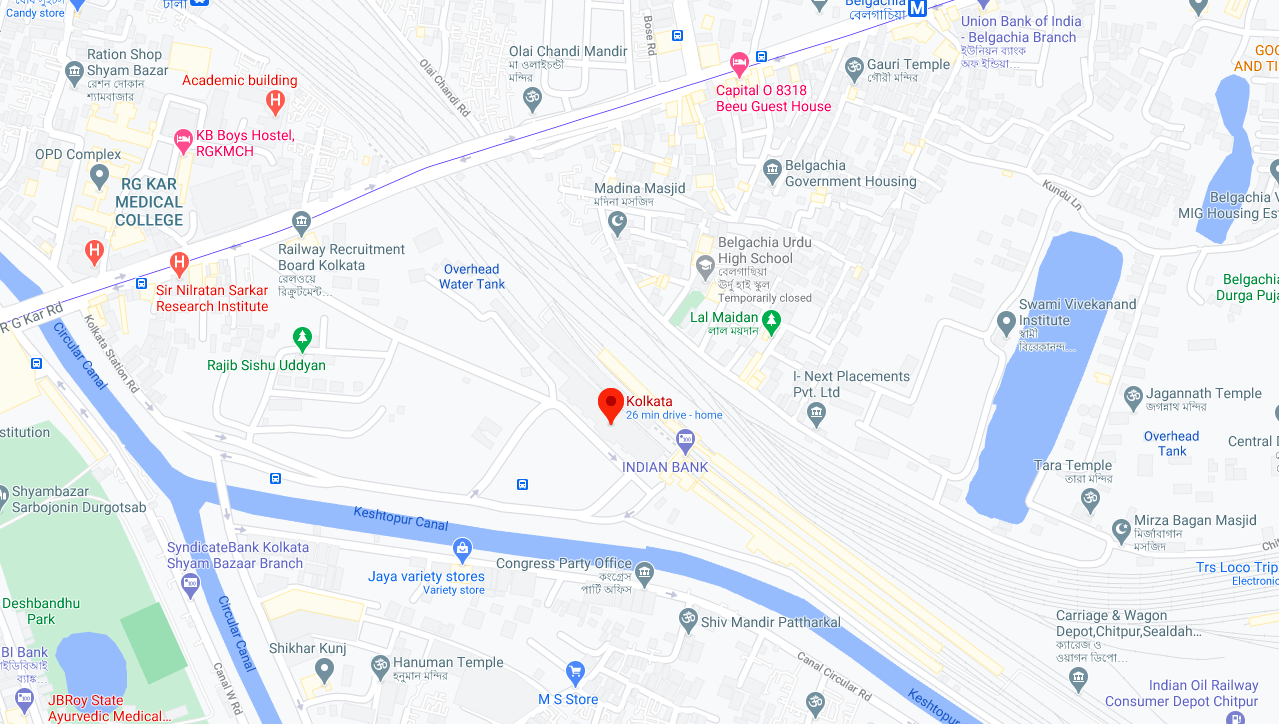 Candy store
টালা
Belgachia
বেলগাছিয়া
M
Union Bank of India
- Belgachia Branch
ইউনিয়ন ব্যাংক
অফ ইন্ডিয়া...
Ration Shop
Shyam Bazar
রেশন দোকান
শ্যামবাজার
Academic building
H
Olai Chandi Mandir
মা ওলাইচন্ডী
মন্দির
Bose Rd
Olai Chandi Rd
Gauri Temple
গৌরী মন্দির
AND TI
Capital O 8318
Beeu Guest House
KB Boys Hostel,
RGKMCH
OPD Complex
RG KAR
MEDICAL
COLLEGE
Belgachia
Government Housing
Kundu Ln
Belgachia V
MIG Housing Es
Madina Masjid
মদিনা মসজিদ
Railway Recruitment
Board Kolkata
রেলওয়ে
রিক্রুটমেন্ট...
H
H
Sir Nilratan Sarkar
Research Institute
Overhead
Water Tank
Belgachia Urdu
High School
বেলগাছিয়া
ঊর্দু হাই স্কুল
Temporarily closed
Belgachia
Durga Puja
R G Kar Rd
Circular Canal
Kolkata Station Rd
Lal Maidan
লাল ময়দান
Swami Vivekanand
Institute
স্বামী
বিবেকানন্দ...
Rajib Sishu Uddyan
I- Next Placements
Pvt. Ltd
Kolkata
26 min drive - home
Jagannath Temple
জগন্নাথ মন্দির
stitution
INDIAN BANK
Overhead
Tank
Central
Tara Temple
তারা মন্দির
Shyambazar
Sarbojonin Durgotsab
Keshtopur Canal
Mirza Bagan Masjid
মির্জাবাগান
মসজিদ
SyndicateBank Kolkata
Shyam Bazaar Branch
Congress Party Office
কংগ্রেস
পার্টি অফিস
Jaya variety stores
Variety store
Trs Loco Trip
Electronic
Deshbandhu
Park
Circular Canal
Carriage & Wagon
Depot,Chitpur,Sealdah...
ক্যারেজ ও
ওয়াগন ডিপো...
Shiv Mandir Pattharkal
Shikhar Kunj
Hanuman Temple
হনুমান মন্দির
BI Bank
ব্যাঙ্ক
Canal W Rd
Canal Circular Rd
M S Store
Keshtopur
JBRoy State
Ayurvedic Medical...
Indian Oil Railway
Consumer Depot Chitpur